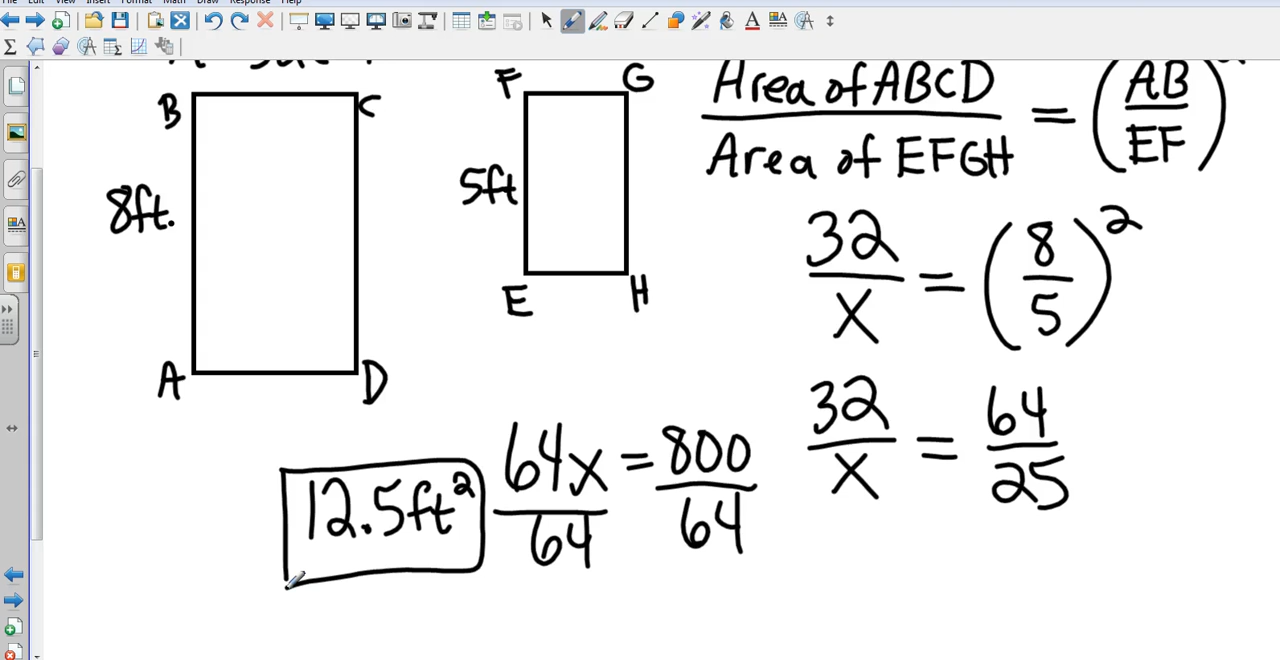 File Edit View Insert Format Math Draw Response Help
B
C
8ft.
A
D
F
G
5ft
E
H
Area of ABCD
Area of EFGH
=
(AB
EF)
32
x
=
(8
5)²
32
x
=
64
25
64x = 800
64
64
12.5ft²